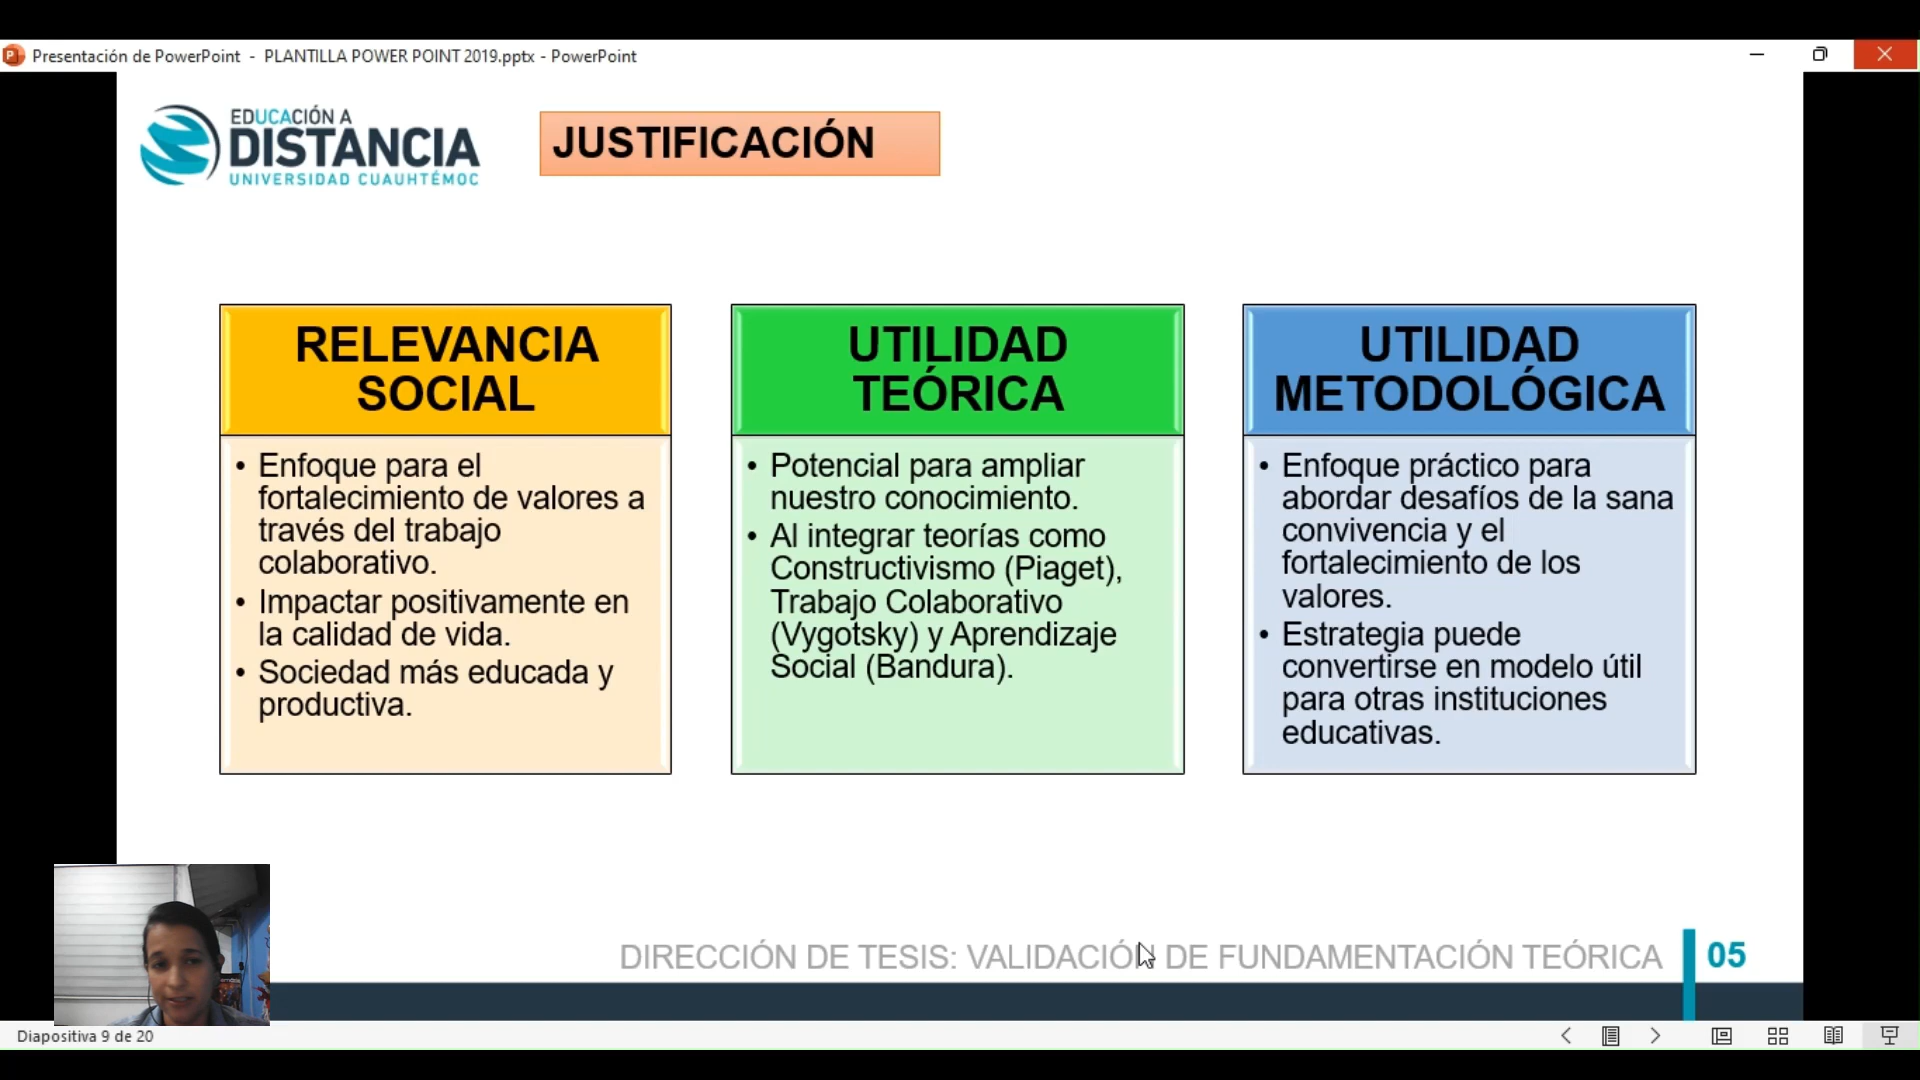 Presentación de PowerPoint - PLANTILLA POWER POINT 2019.pptx - PowerPoint
EDUCACIÓN A
DISTANCIA
UNIVERSIDAD CUAUHTÉMOC
JUSTIFICACIÓN
RELEVANCIA
SOCIAL
• Enfoque para el
fortalecimiento de valores a
través del trabajo
colaborativo.
• Impactar positivamente en
la calidad de vida.
• Sociedad más educada y
productiva.
UTILIDAD
TEÓRICA
• Potencial para ampliar
nuestro conocimiento.
• Al integrar teorías como
Constructivismo (Piaget),
Trabajo Colaborativo
(Vygotsky) y Aprendizaje
Social (Bandura).
UTILIDAD
METODOLÓGICA
• Enfoque práctico para
abordar desafíos de la sana
convivencia y el
fortalecimiento de los
valores.
• Estrategia puede
convertirse en modelo útil
para otras instituciones
educativas.
DIRECCIÓN DE TESIS: VALIDACIÓN DE FUNDAMENTACIÓN TEÓRICA
05
Diapositiva 9 de 20